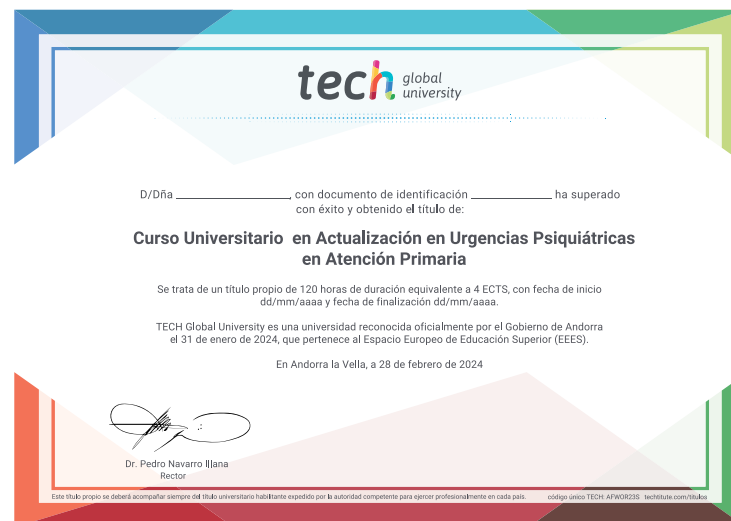 tech global university
D/Dña ____________________, con documento de identificación ______________ ha superado
con éxito y obtenido el título de:
Curso Universitario en Actualización en Urgencias Psiquiátricas
en Atención Primaria
Se trata de un título propio de 120 horas de duración equivalente a 4 ECTS, con fecha de inicio
dd/mm/aaaa y fecha de finalización dd/mm/aaaa.
TECH Global University es una universidad reconocida oficialmente por el Gobierno de Andorra
el 31 de enero de 2024, que pertenece al Espacio Europeo de Educación Superior (EEES).
En Andorra la Vella, a 28 de febrero de 2024
Dr. Pedro Navarro Illana
Rector
Este título propio se deberá acompañar siempre del título universitario habilitante expedido por la autoridad competente para ejercer profesionalmente en cada país. código único TECH: AFWOR23S techtitute.com/titulos